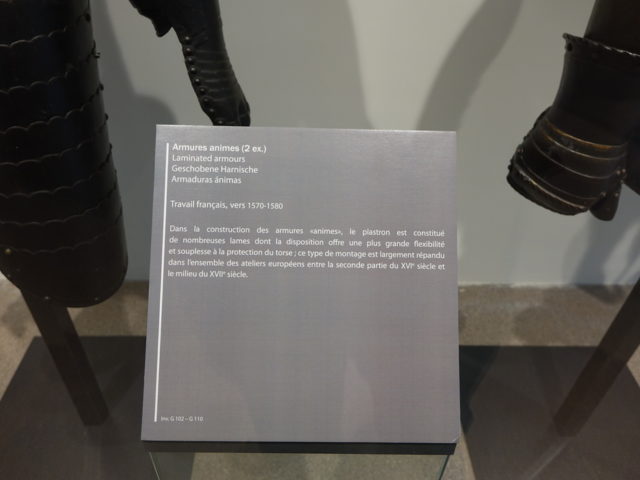 Armures animes (2 ex.)
Laminated armours
Geschobene Harnische
Armaduras ánimas
Travail français, vers 1570-1580
Dans la construction des armures «animes», le plastron est constitué
de nombreuses lames dont la disposition offre une plus grande flexibilité
et souplesse à la protection du torse ; ce type de montage est largement répandu
dans l'ensemble des ateliers européens entre la seconde partie du XVIᵉ siècle et
le milieu du XVIIᵉ siècle.
Inv. G 102 – G 110